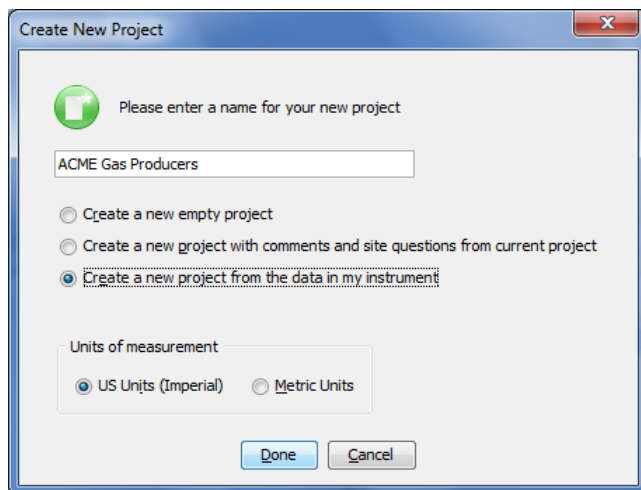 Create New Project
Please enter a name for your new project
ACME Gas Producers
Create a new empty project
Create a new project with comments and site questions from current project
Create a new project from the data in my instrument
Units of measurement
US Units (Imperial) Metric Units
Done Cancel